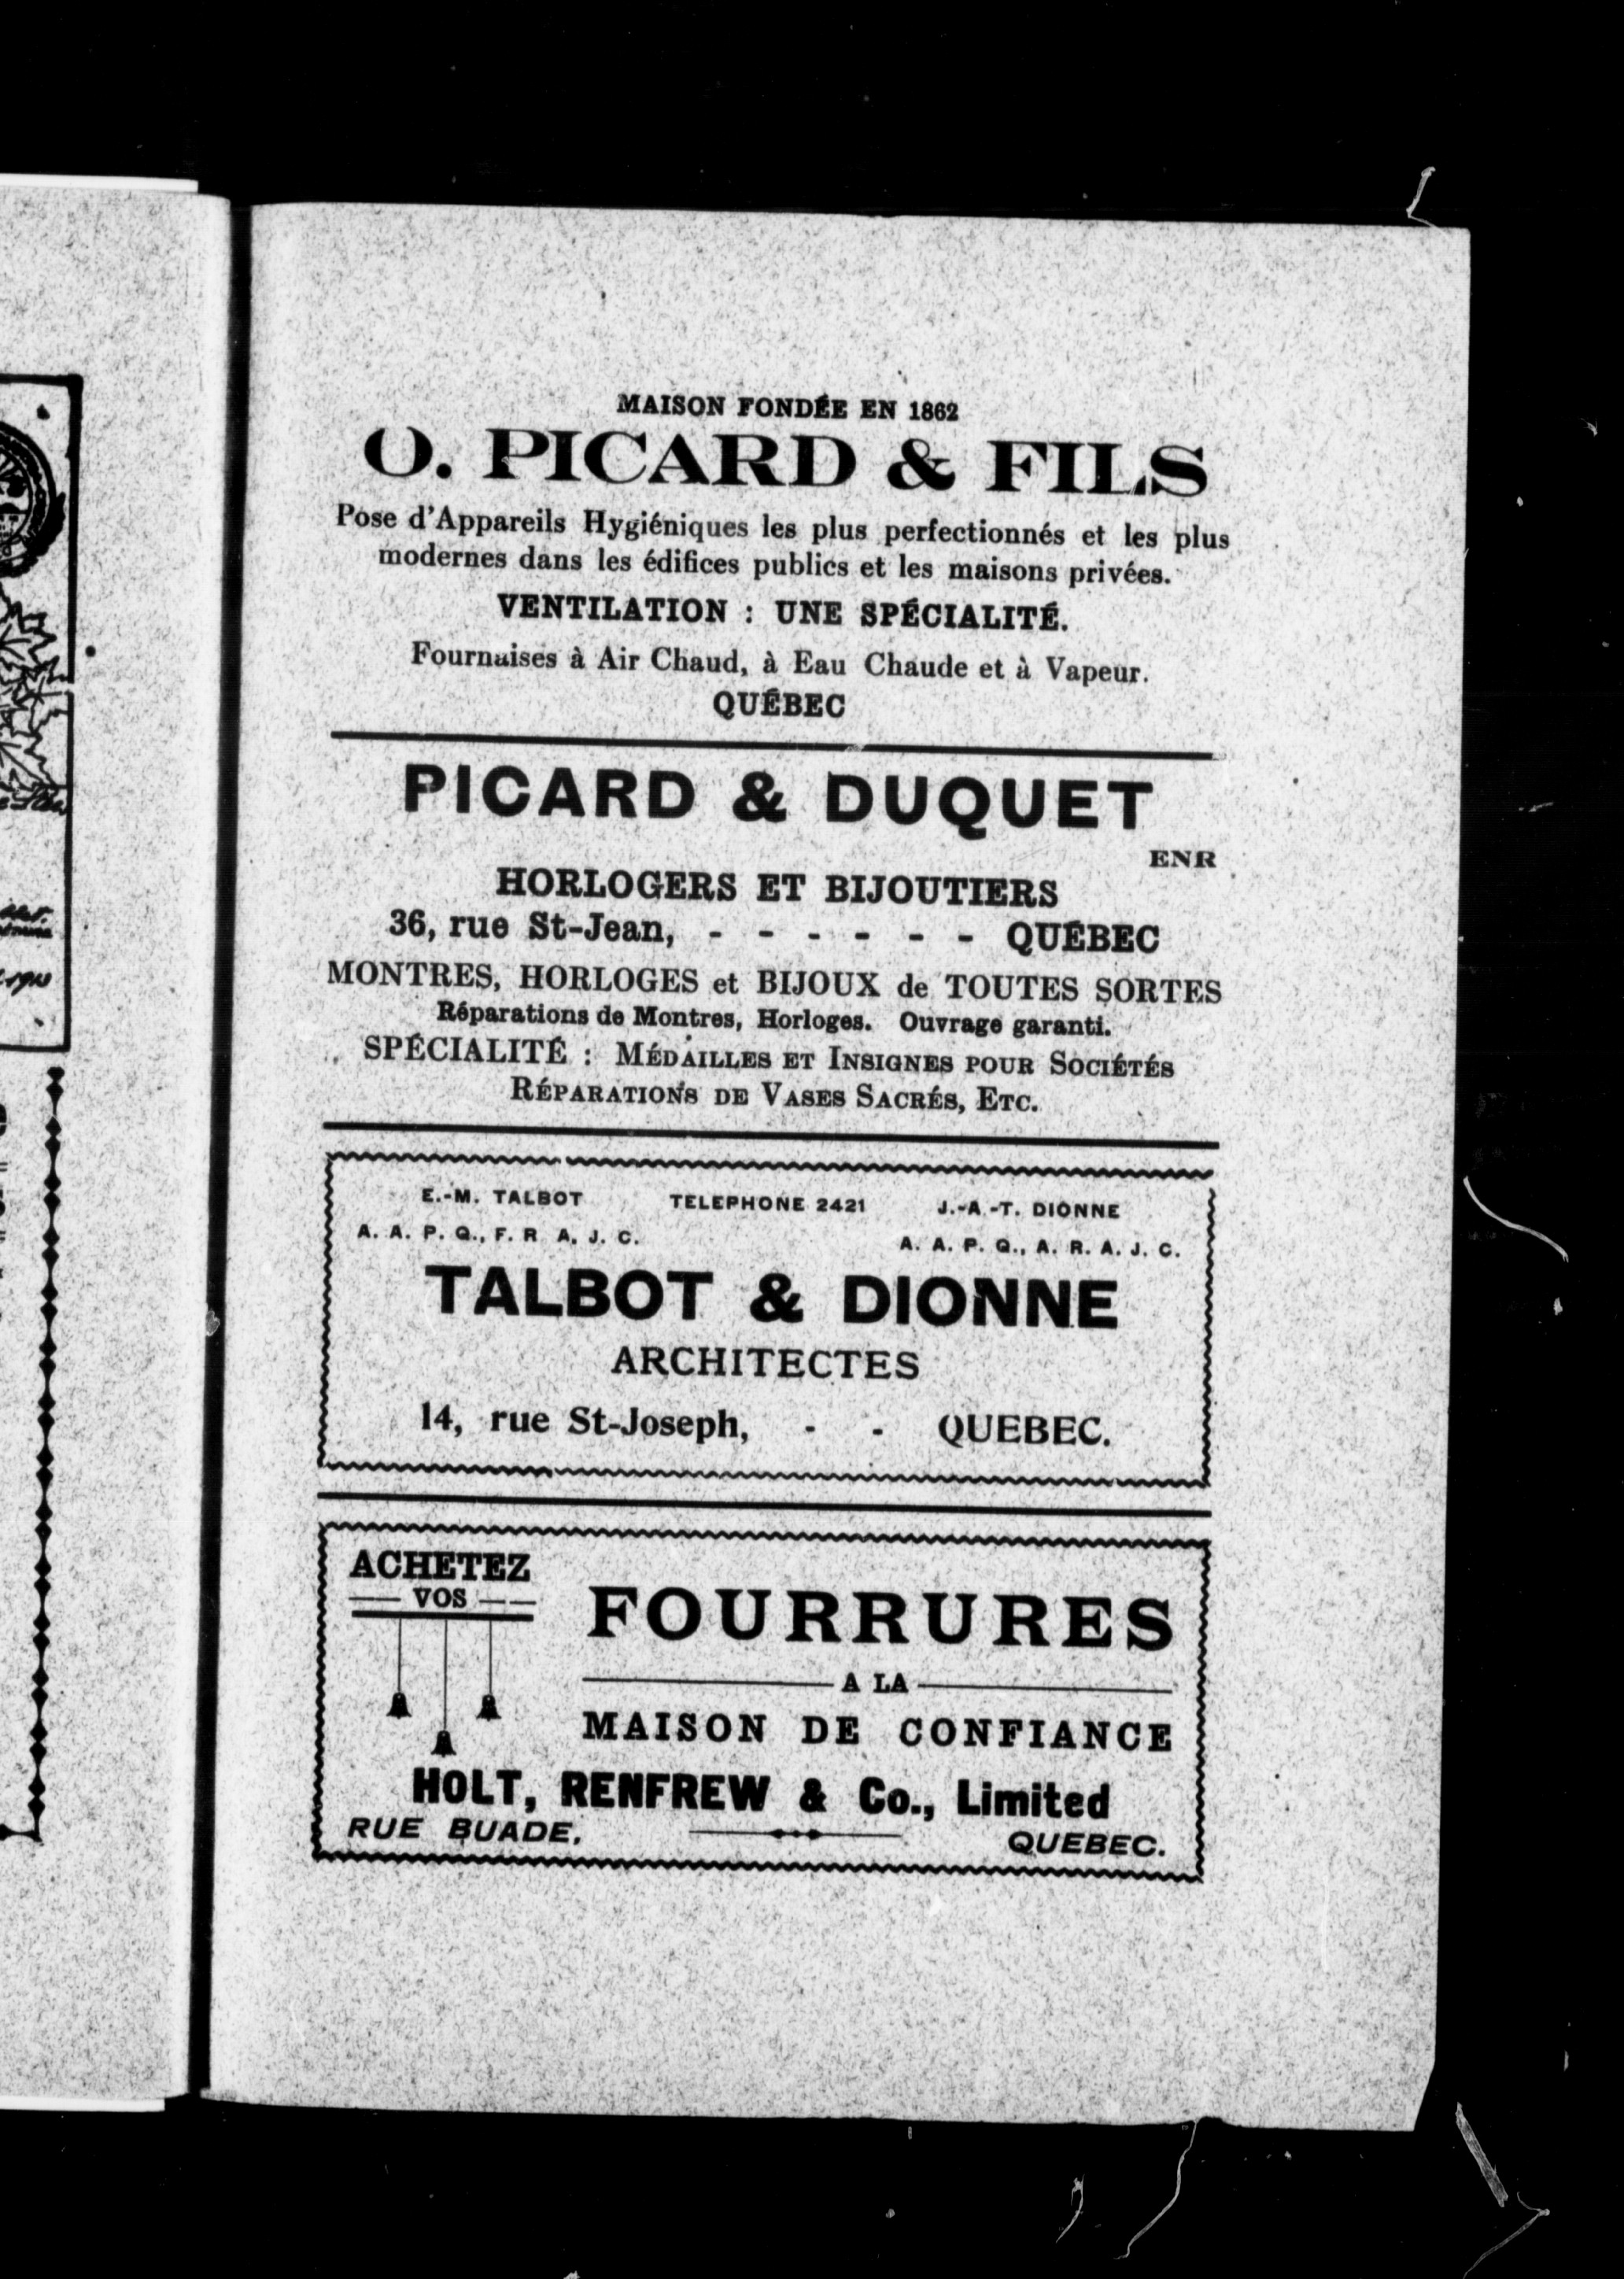 MAISON FONDÉE EN 1862
O. PICARD & FILS
Pose d'Appareils Hygiéniques les plus perfectionnés et les plus
modernes dans les édifices publics et les maisons privées.
VENTILATION : UNE SPÉCIALITÉ.
Fournaises à Air Chaud, à Eau Chaude et à Vapeur.
QUÉBEC
PICARD & DUQUET
ENR
HORLOGERS ET BIJOUTIERS
36, rue St-Jean, - - - - - - QUÉBEC
MONTRES, HORLOGES et BIJOUX de TOUTES SORTES
Réparations de Montres, Horloges. Ouvrage garanti.
SPÉCIALITÉ : MÉDAILLES ET INSIGNES POUR SOCIÉTÉS
RÉPARATIONS DE VASES SACRÉS, ETC.
E.-M. TALBOT TELEPHONE 2421 J.-A.-T. DIONNE
A. A. P. Q., F. R. A. J. C. A. A. P. Q., A. R. A. J. C.
TALBOT & DIONNE
ARCHITECTES
14, rue St-Joseph, - - QUEBEC.
ACHETEZ
VOS
FOURRURES
A LA
MAISON DE CONFIANCE
HOLT, RENFREW & Co., Limited
RUE BUADE, QUEBEC.